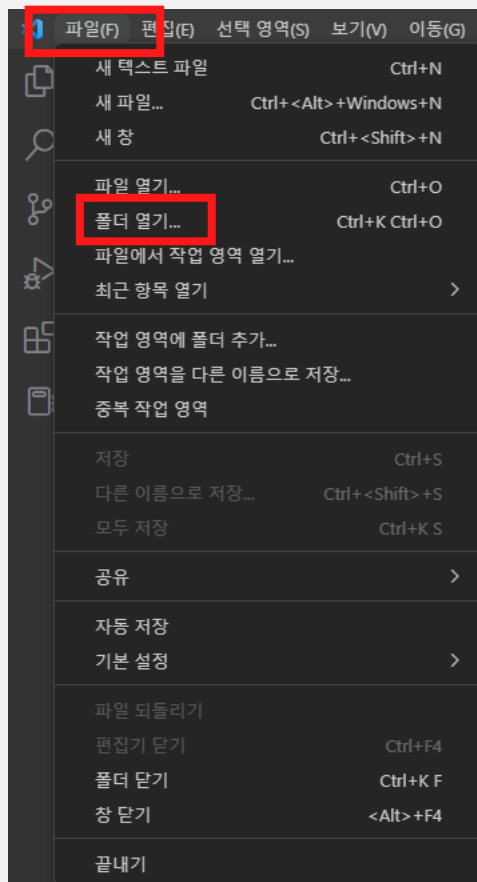 파일(F) 편집(E) 선택 영역(S) 보기(V) 이동(G)
새 텍스트 파일 Ctrl+N
새 파일... Ctrl+<Alt>+Windows+N
새 창 Ctrl+<Shift>+N
파일 열기... Ctrl+O
폴더 열기... Ctrl+K Ctrl+O
파일에서 작업 영역 열기...
최근 항목 열기
작업 영역에 폴더 추가...
작업 영역을 다른 이름으로 저장...
중복 작업 영역
저장 Ctrl+S
다른 이름으로 저장... Ctrl+<Shift>+S
모두 저장 Ctrl+K S
공유
자동 저장
기본 설정
파일 되돌리기
편집기 닫기 Ctrl+F4
폴더 닫기 Ctrl+K F
창 닫기 <Alt>+F4
끝내기